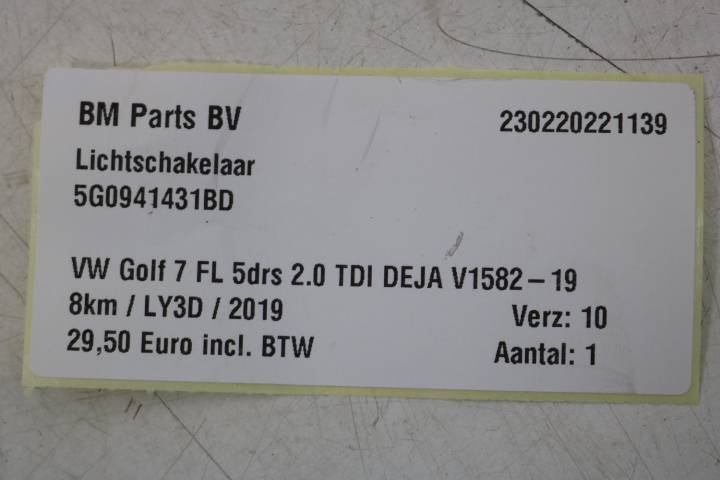 BM Parts BV 230220221139
Lichtschakelaar
5G0941431BD
VW Golf 7 FL 5drs 2.0 TDI DEJA V1582 – 19
8km / LY3D / 2019 Verz: 10
29,50 Euro incl. BTW Aantal: 1